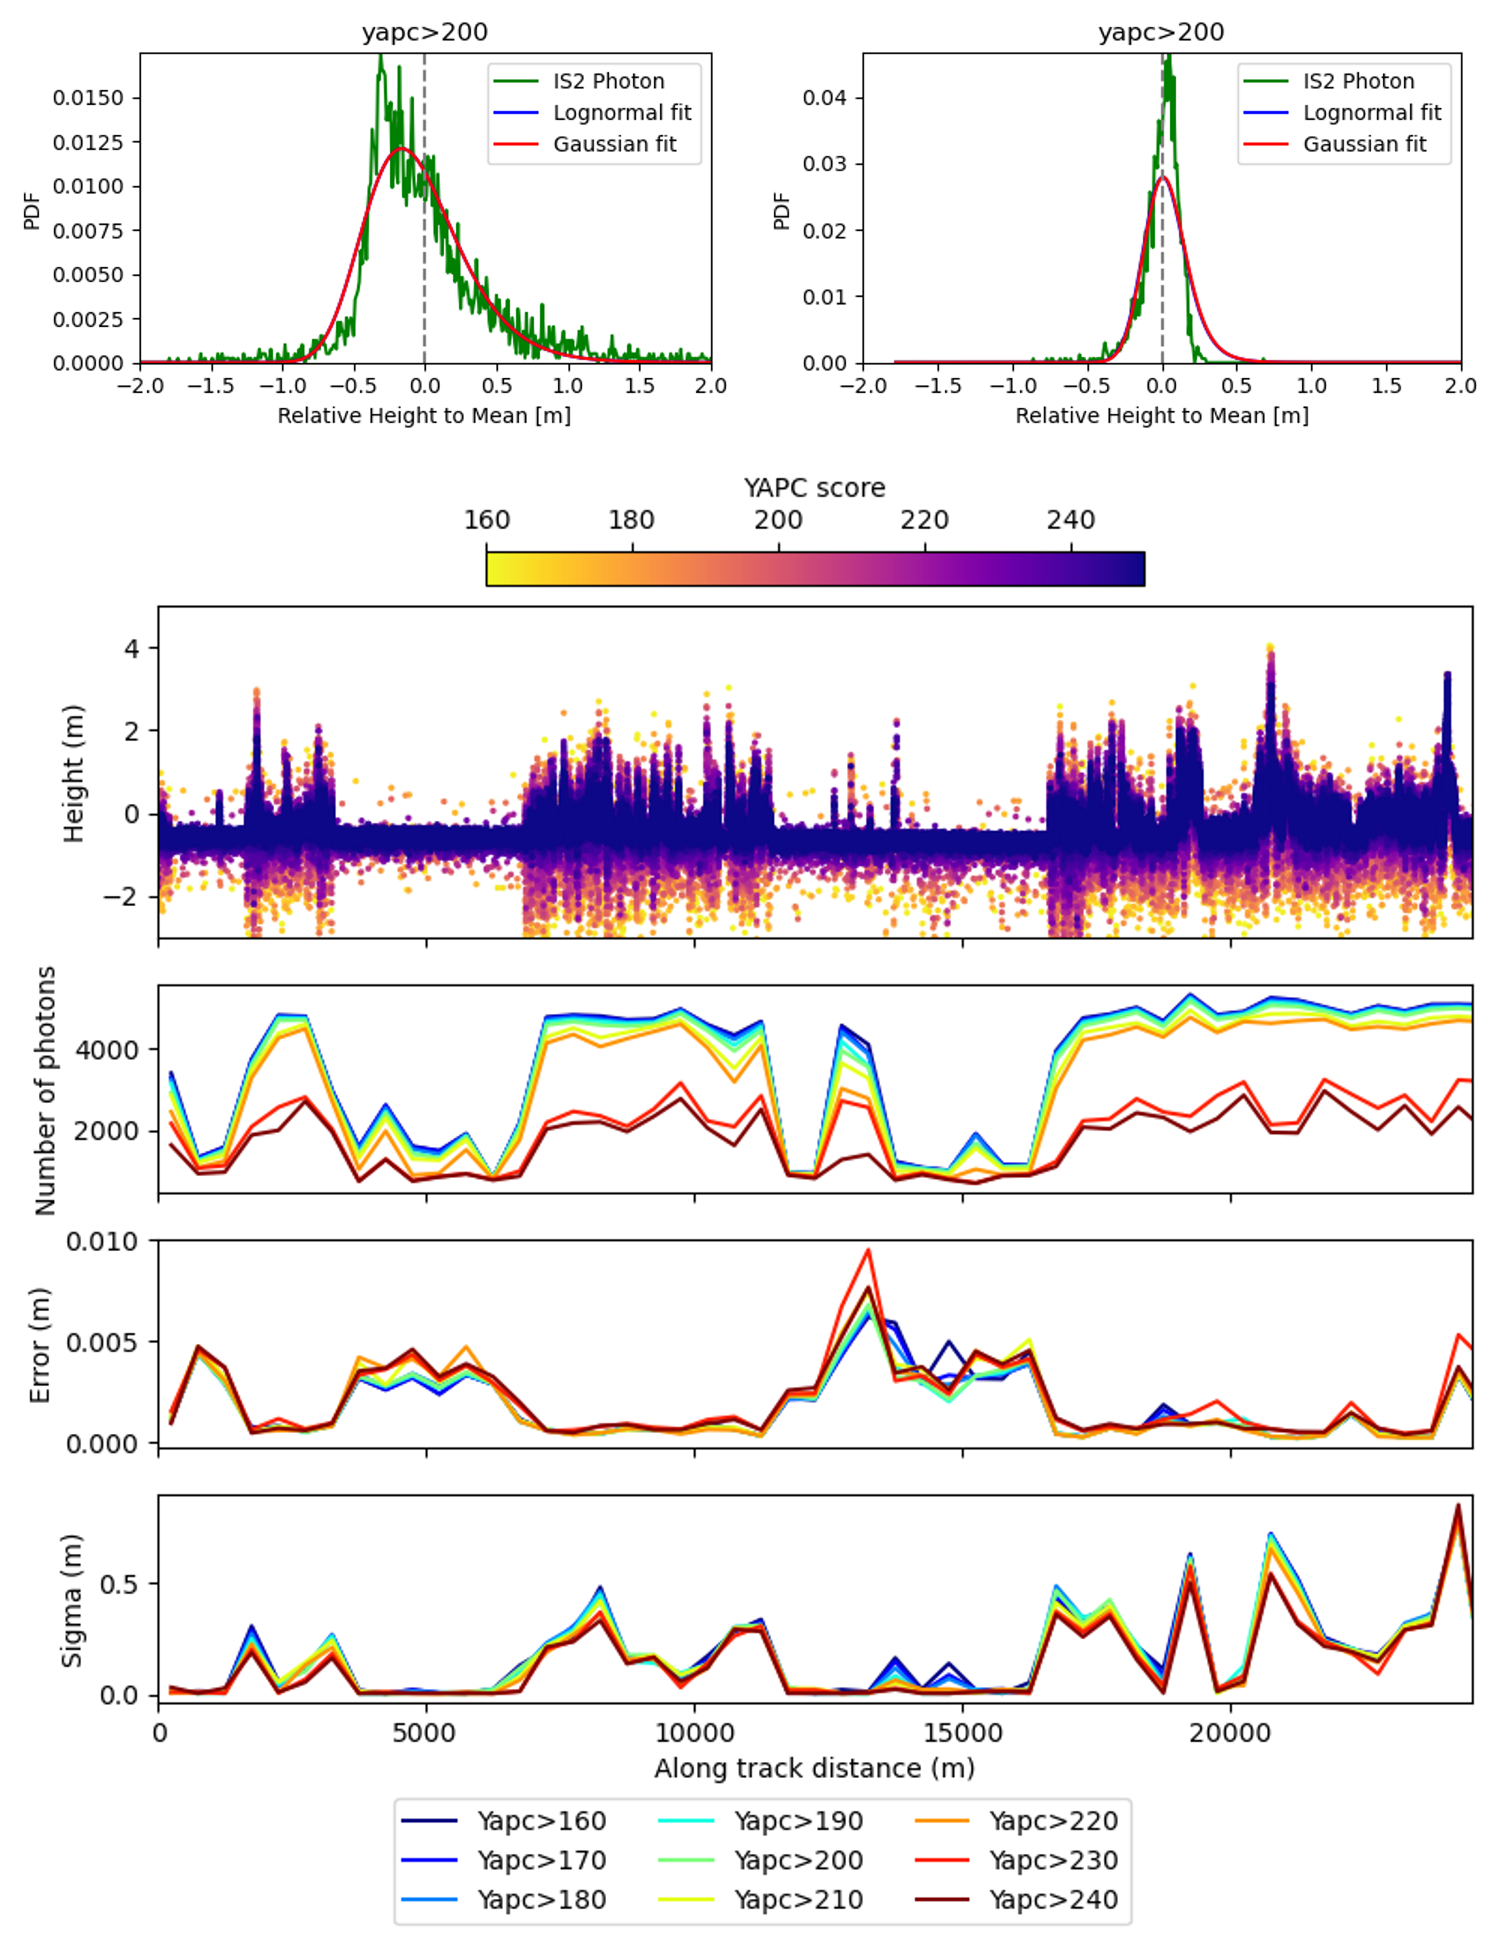 yapc>200
0.0150
0.0125
0.0100
0.0075
0.0050
0.0025
0.0000
PDF
IS2 Photon
Lognormal fit
Gaussian fit
−2.0 −1.5 −1.0 −0.5 0.0 0.5 1.0 1.5 2.0
Relative Height to Mean [m]
yapc>200
0.04
0.03
0.02
0.01
0.00
PDF
IS2 Photon
Lognormal fit
Gaussian fit
−2.0 −1.5 −1.0 −0.5 0.0 0.5 1.0 1.5 2.0
Relative Height to Mean [m]
YAPC score
160 180 200 220 240
4
2
0
−2
Height (m)
4000
2000
Number of photons
0.010
0.005
0.000
Error (m)
0.5
0.0
Sigma (m)
0 5000 10000 15000 20000
Along track distance (m)
Yapc>160 Yapc>190 Yapc>220
Yapc>170 Yapc>200 Yapc>230
Yapc>180 Yapc>210 Yapc>240